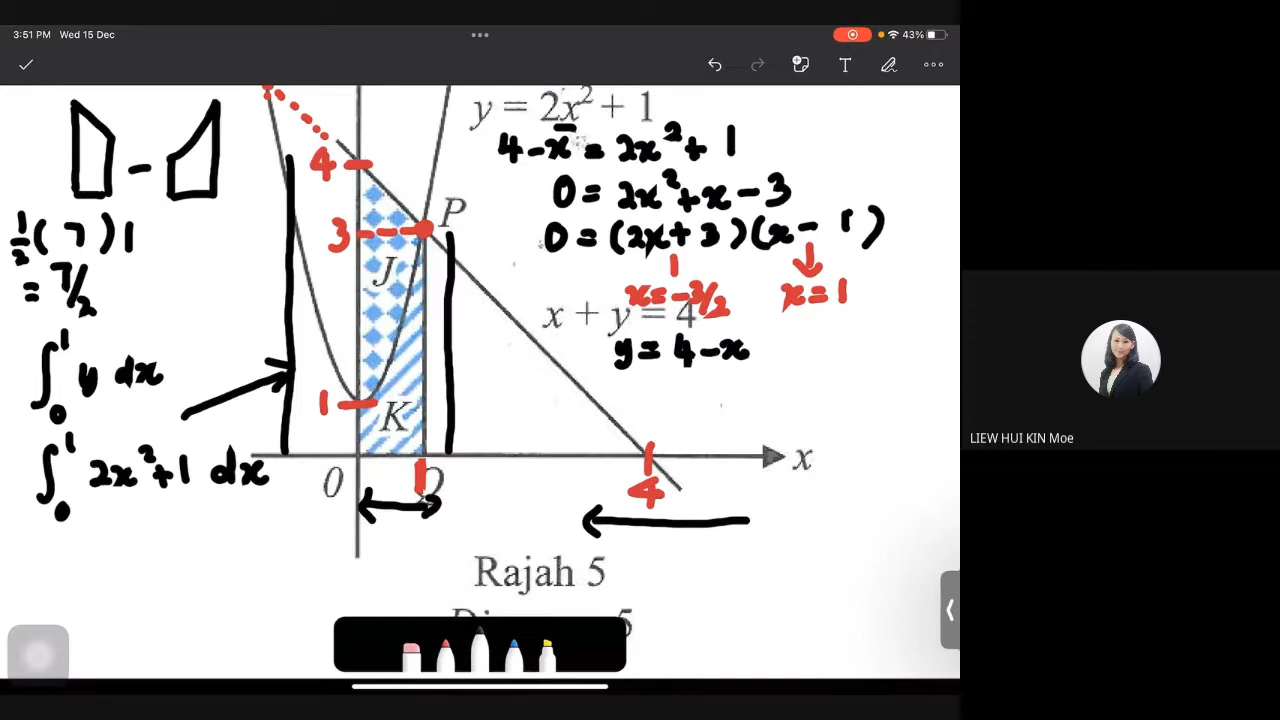 3:51 PM Wed 15 Dec
43%
T
y = 2x² + 1
4-x = 2x² + 1
0 = 2x² + x - 3
0 = (2x + 3)(x - 1)
x = -3/2
x = 1
x + y = 4
y = 4 - x
-
½( 7 ) 1
= 7/2
∫₀¹ y dx
∫₀¹ 2x² + 1 dx
4
3
P
J
1
K
0
1
4
x
Rajah 5
5
LIEW HUI KIN Moe